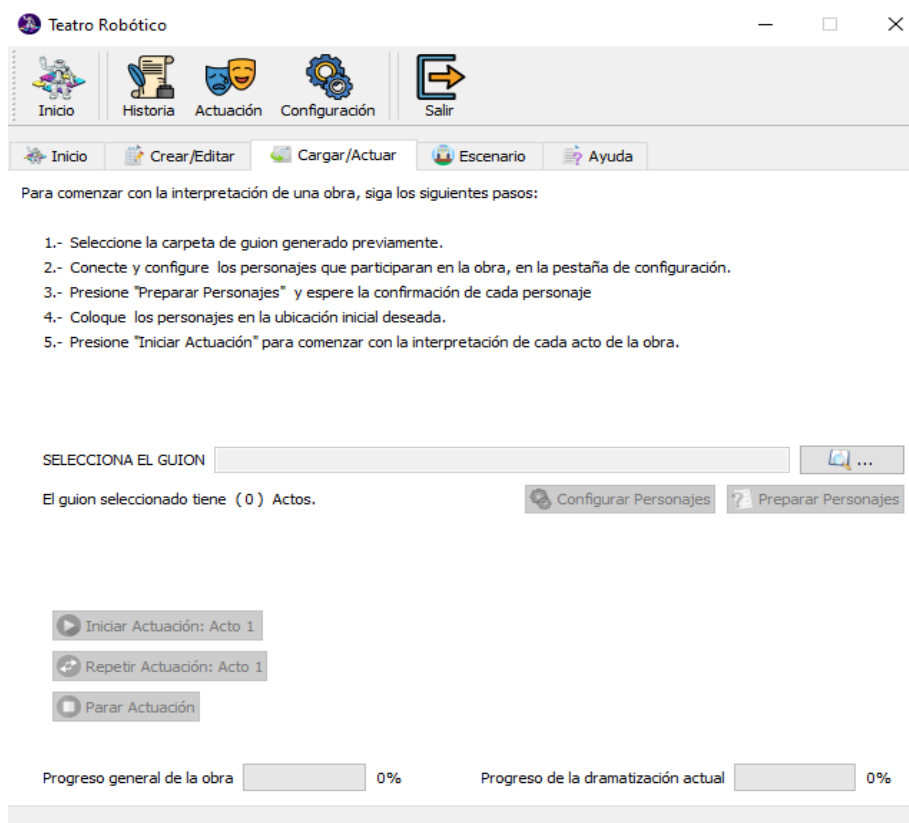 Teatro Robótico
Inicio Historia Actuación Configuración Salir
Inicio Crear/Editar Cargar/Actuar Escenario Ayuda
Para comenzar con la interpretación de una obra, siga los siguientes pasos:
1.- Seleccione la carpeta de guion generado previamente.
2.- Conecte y configure los personajes que participaran en la obra, en la pestaña de configuración.
3.- Presione "Preparar Personajes" y espere la confirmación de cada personaje
4.- Coloque los personajes en la ubicación inicial deseada.
5.- Presione "Iniciar Actuación" para comenzar con la interpretación de cada acto de la obra.
SELECCIONA EL GUION ...
El guion seleccionado tiene ( 0 ) Actos. Configurar Personajes Preparar Personajes
Iniciar Actuación: Acto 1
Repetir Actuación: Acto 1
Parar Actuación
Progreso general de la obra 0% Progreso de la dramatización actual 0%